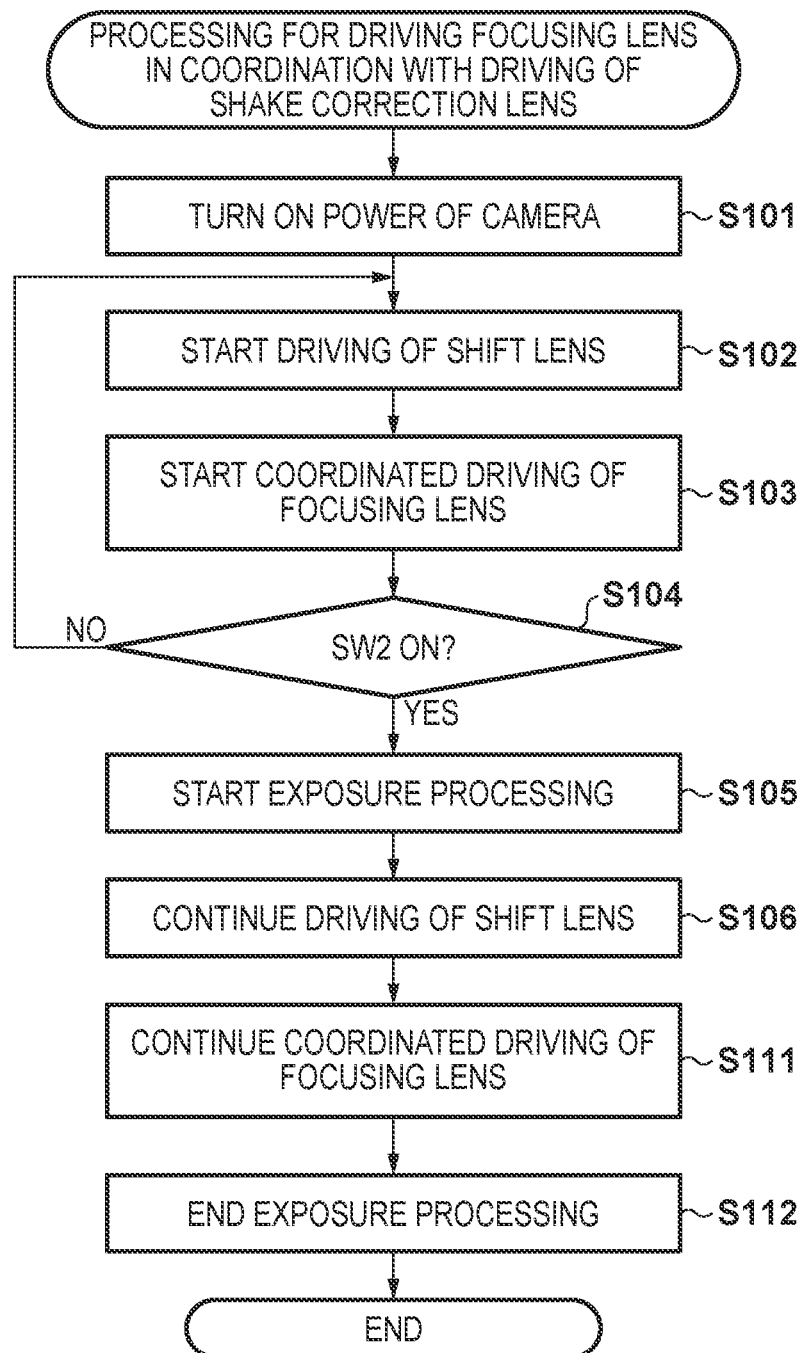 PROCESSING FOR DRIVING FOCUSING LENS
IN COORDINATION WITH DRIVING OF
SHAKE CORRECTION LENS
TURN ON POWER OF CAMERA
S101
START DRIVING OF SHIFT LENS
S102
START COORDINATED DRIVING OF
FOCUSING LENS
S103
S104
NO
SW2 ON?
YES
START EXPOSURE PROCESSING
S105
CONTINUE DRIVING OF SHIFT LENS
S106
CONTINUE COORDINATED DRIVING OF
FOCUSING LENS
S111
END EXPOSURE PROCESSING
S112
END